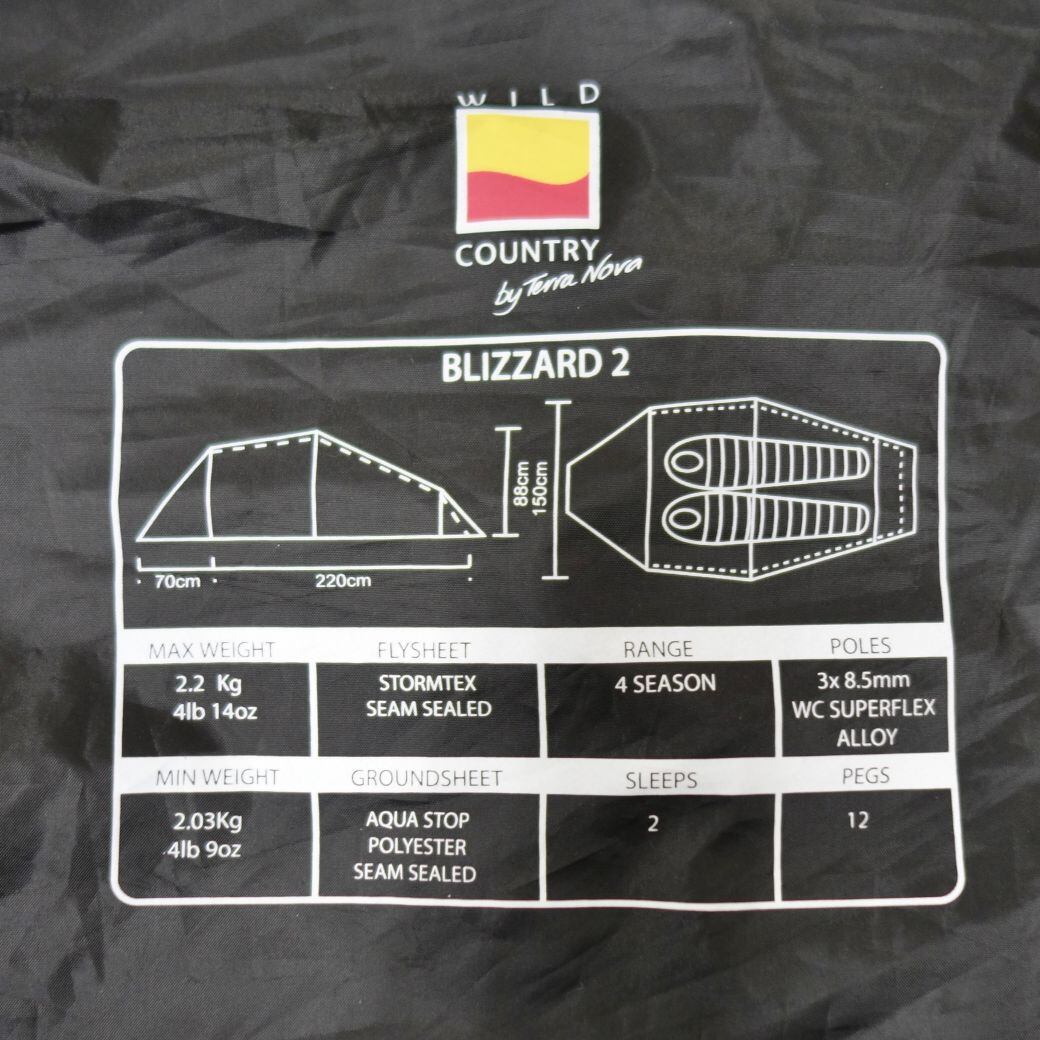 WILD
COUNTRY
by Terra Nova
BLIZZARD 2
88cm
150cm
70cm
220cm
MAX WEIGHT
FLYSHEET
RANGE
POLES
2.2 Kg
4lb 14oz
STORMTEX
SEAM SEALED
4 SEASON
3x 8.5mm
WC SUPERFLEX
ALLOY
MIN WEIGHT
GROUNDSHEET
SLEEPS
PEGS
2.03Kg
4lb 9oz
AQUA STOP
POLYESTER
SEAM SEALED
2
12